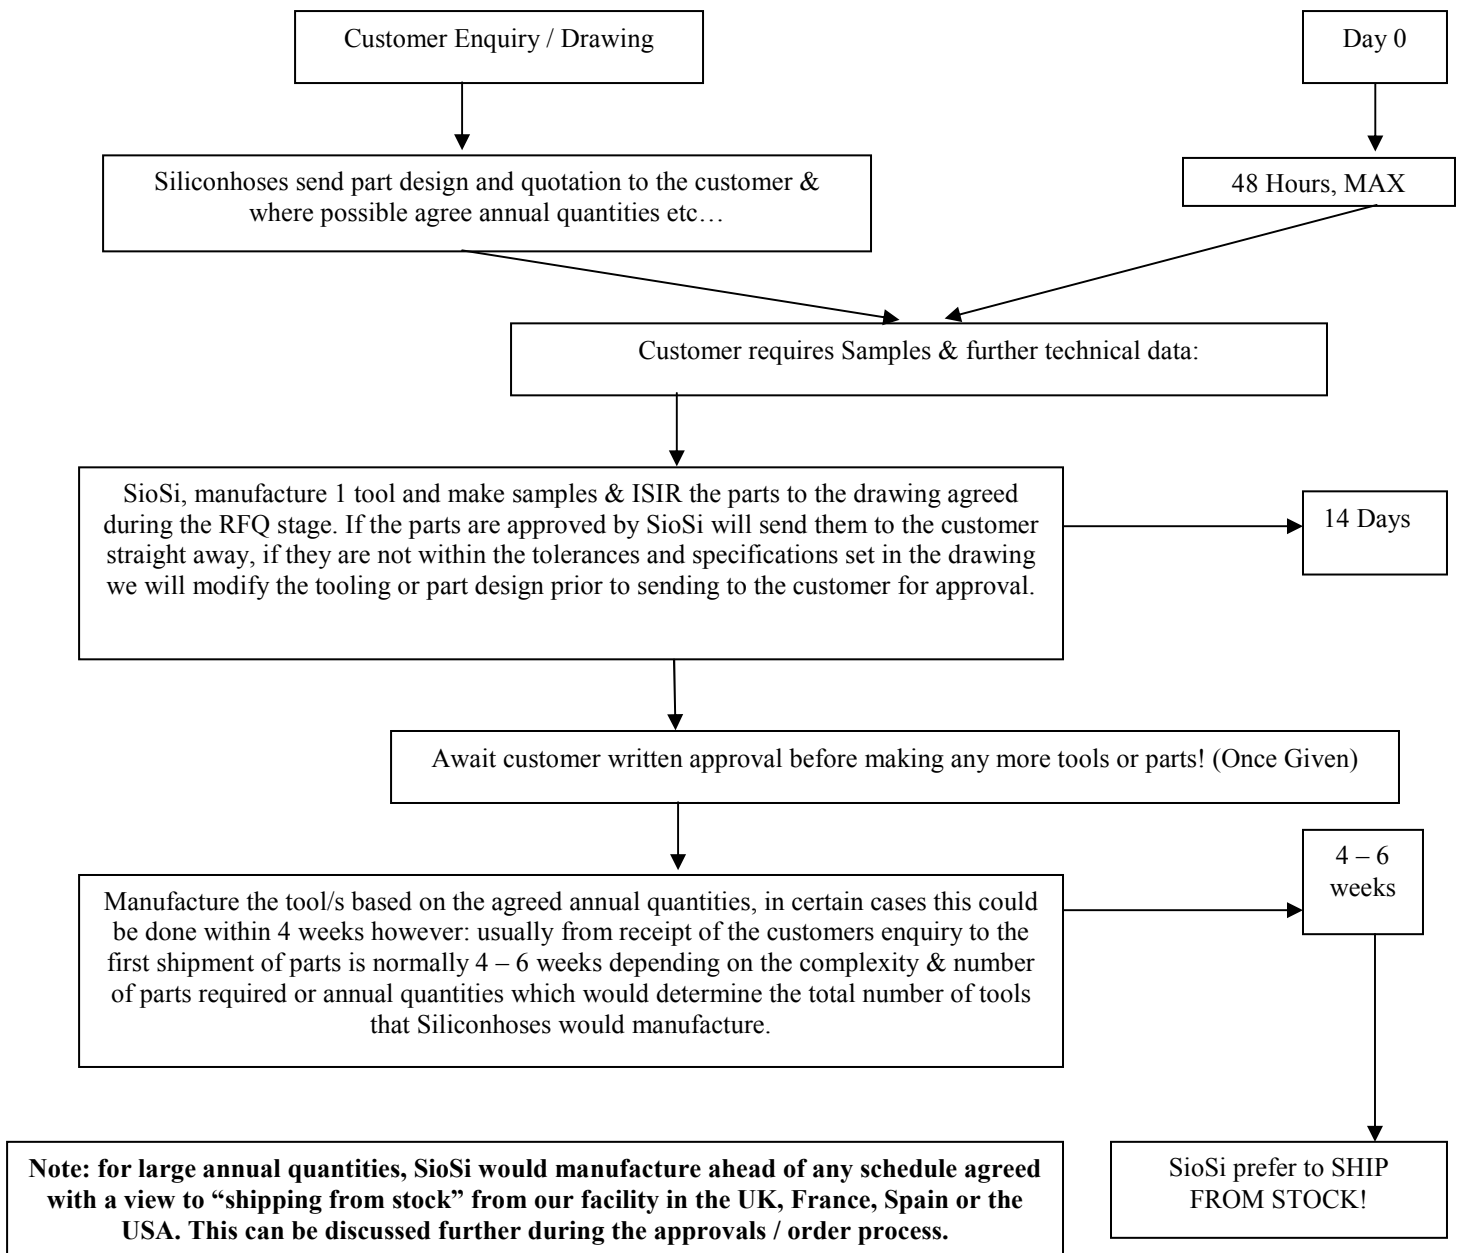 Customer Enquiry / Drawing
Day 0
Siliconhoses send part design and quotation to the customer &
where possible agree annual quantities etc…
48 Hours, MAX
Customer requires Samples & further technical data:
SioSi, manufacture 1 tool and make samples & ISIR the parts to the drawing agreed
during the RFQ stage. If the parts are approved by SioSi will send them to the customer
straight away, if they are not within the tolerances and specifications set in the drawing
we will modify the tooling or part design prior to sending to the customer for approval.
14 Days
Await customer written approval before making any more tools or parts! (Once Given)
Manufacture the tool/s based on the agreed annual quantities, in certain cases this could
be done within 4 weeks however: usually from receipt of the customers enquiry to the
first shipment of parts is normally 4 – 6 weeks depending on the complexity & number
of parts required or annual quantities which would determine the total number of tools
that Siliconhoses would manufacture.
4 – 6
weeks
Note: for large annual quantities, SioSi would manufacture ahead of any schedule agreed
with a view to “shipping from stock” from our facility in the UK, France, Spain or the
USA. This can be discussed further during the approvals / order process.
SioSi prefer to SHIP
FROM STOCK!